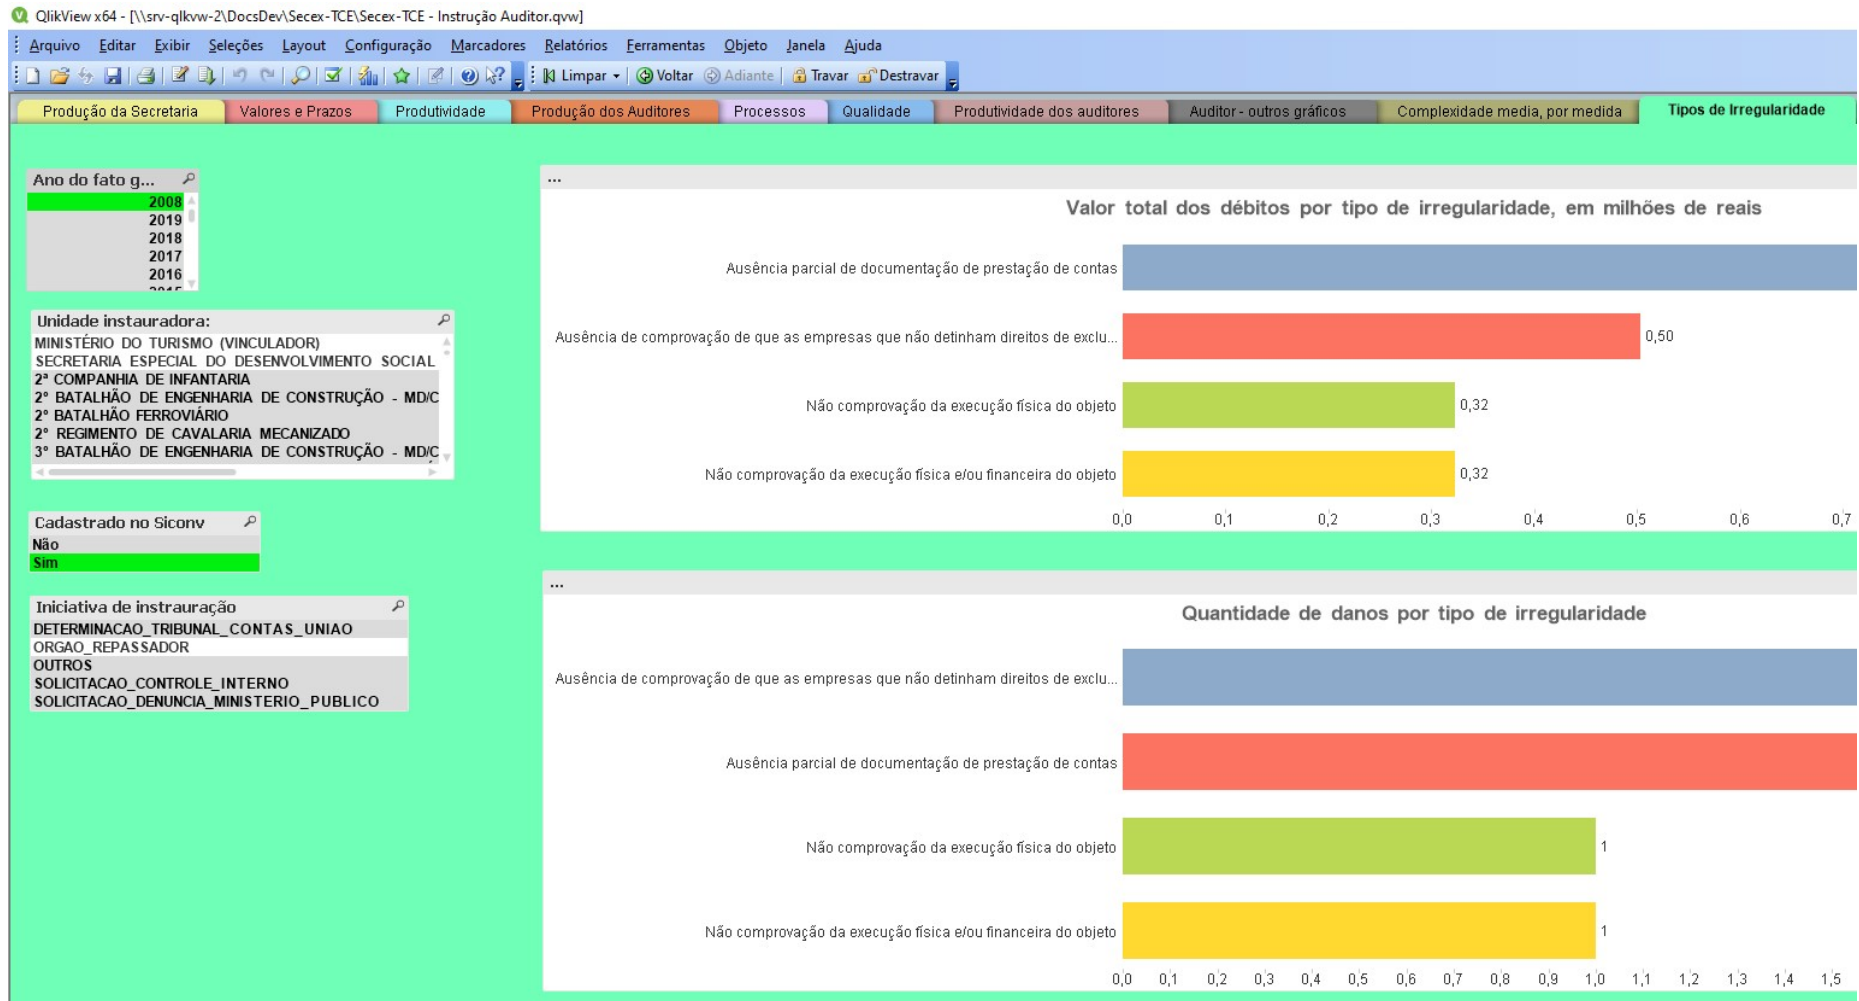 QlikView x64 - [\\srv-qlkvw-2\DocsDev\Secex-TCE\Secex-TCE - Instrução Auditor.qvw]
Arquivo Editar Exibir Seleções Layout Configuração Marcadores Relatórios Ferramentas Objeto Janela Ajuda
Limpar Voltar Adiante Travar Destravar
Produção da Secretaria Valores e Prazos Produtividade Produção dos Auditores Processos Qualidade Produtividade dos auditores Auditor - outros gráficos Complexidade media, por medida Tipos de Irregularidade
Ano do fato g...
2008
2019
2018
2017
2016
2015
Unidade instauradora:
MINISTÉRIO DO TURISMO (VINCULADOR)
SECRETARIA ESPECIAL DO DESENVOLVIMENTO SOCIAL
2ª COMPANHIA DE INFANTARIA
2° BATALHÃO DE ENGENHARIA DE CONSTRUÇÃO - MD/C
2° BATALHÃO FERROVIÁRIO
2° REGIMENTO DE CAVALARIA MECANIZADO
3° BATALHÃO DE ENGENHARIA DE CONSTRUÇÃO - MD/C
Cadastrado no Siconv
Não
Sim
Iniciativa de instrauração
DETERMINACAO_TRIBUNAL_CONTAS_UNIAO
ORGAO_REPASSADOR
OUTROS
SOLICITACAO_CONTROLE_INTERNO
SOLICITACAO_DENUNCIA_MINISTERIO_PUBLICO
...
Valor total dos débitos por tipo de irregularidade, em milhões de reais
Ausência parcial de documentação de prestação de contas
Ausência de comprovação de que as empresas que não detinham direitos de exclu... 0,50
Não comprovação da execução física do objeto 0,32
Não comprovação da execução física e/ou financeira do objeto 0,32
0,0 0,1 0,2 0,3 0,4 0,5 0,6 0,7
...
Quantidade de danos por tipo de irregularidade
Ausência de comprovação de que as empresas que não detinham direitos de exclu...
Ausência parcial de documentação de prestação de contas
Não comprovação da execução física do objeto 1
Não comprovação da execução física e/ou financeira do objeto 1
0,0 0,1 0,2 0,3 0,4 0,5 0,6 0,7 0,8 0,9 1,0 1,1 1,2 1,3 1,4 1,5